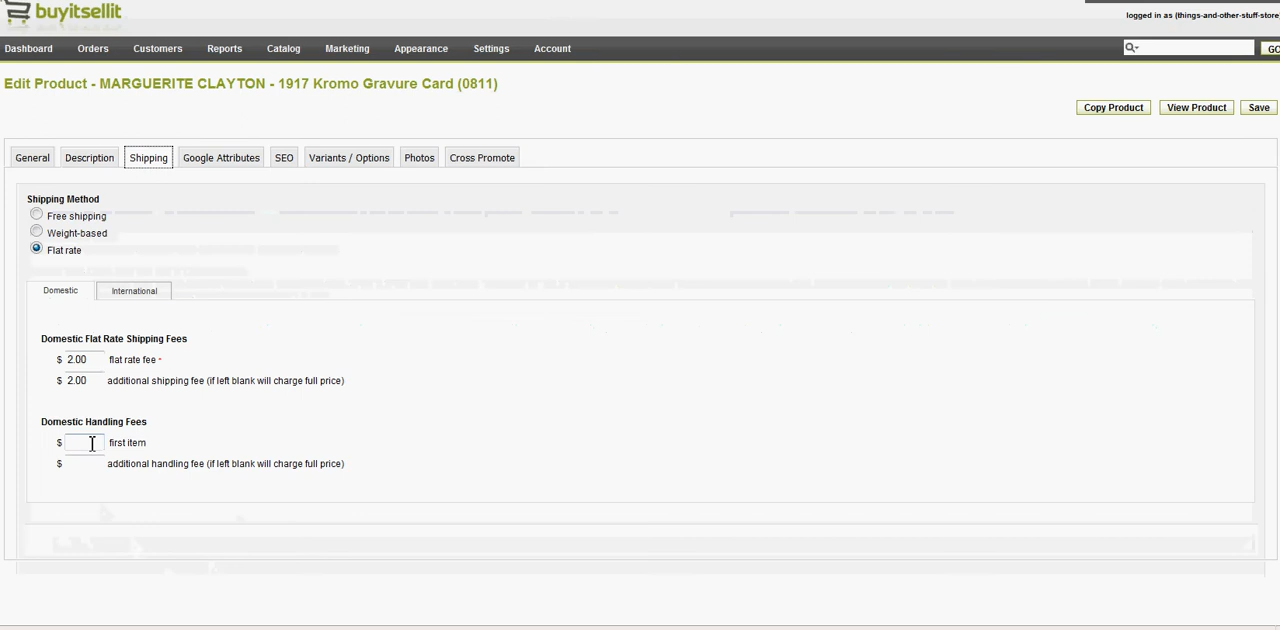 buyitsellit
logged in as (things-and-other-stuff-store
Dashboard Orders Customers Reports Catalog Marketing Appearance Settings Account
GO
Edit Product - MARGUERITE CLAYTON - 1917 Kromo Gravure Card (0811)
Copy Product View Product Save
General Description Shipping Google Attributes SEO Variants / Options Photos Cross Promote
Shipping Method
Free shipping
Weight-based
Flat rate
Domestic International
Domestic Flat Rate Shipping Fees
$ 2.00 flat rate fee *
$ 2.00 additional shipping fee (if left blank will charge full price)
Domestic Handling Fees
$ first item
$ additional handling fee (if left blank will charge full price)